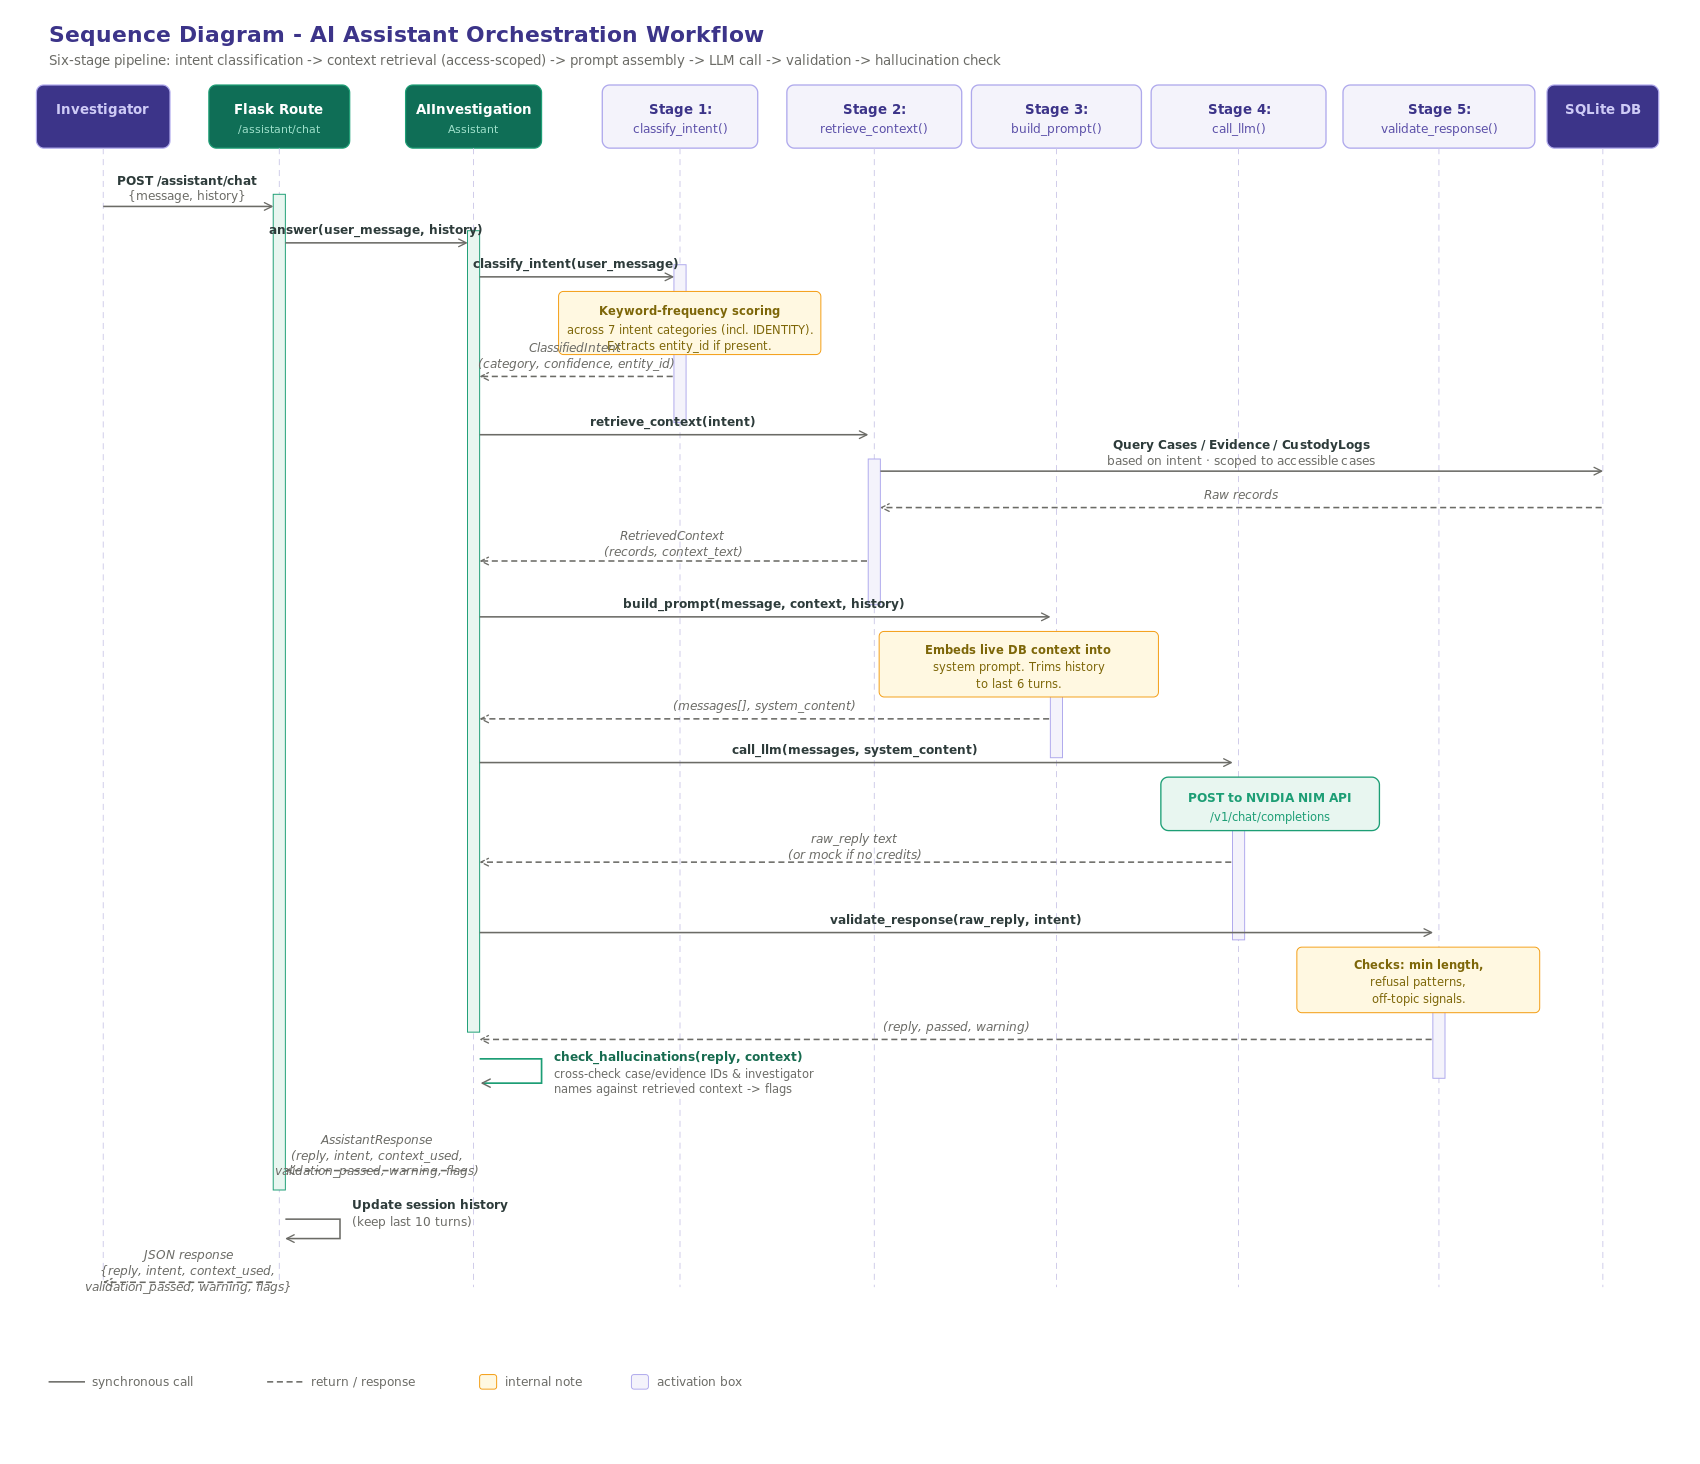 Sequence Diagram - AI Assistant Orchestration Workflow
Six-stage pipeline: intent classification -> context retrieval (access-scoped) -> prompt assembly -> LLM call -> validation -> hallucination check
Investigator
Flask Route
/assistant/chat
AIInvestigation
Assistant
Stage 1:
classify_intent()
Stage 2:
retrieve_context()
Stage 3:
build_prompt()
Stage 4:
call_llm()
Stage 5:
validate_response()
SQLite DB
POST /assistant/chat
{message, history}
answer(user_message, history)
classify_intent(user_message)
Keyword-frequency scoring
across 7 intent categories (incl. IDENTITY).
Extracts entity_id if present.
ClassifiedIntent
(category, confidence, entity_id)
retrieve_context(intent)
Query Cases / Evidence / CustodyLogs
based on intent · scoped to accessible cases
Raw records
RetrievedContext
(records, context_text)
build_prompt(message, context, history)
Embeds live DB context into
system prompt. Trims history
to last 6 turns.
(messages[], system_content)
call_llm(messages, system_content)
POST to NVIDIA NIM API
/v1/chat/completions
raw_reply text
(or mock if no credits)
validate_response(raw_reply, intent)
Checks: min length,
refusal patterns,
off-topic signals.
(reply, passed, warning)
check_hallucinations(reply, context)
cross-check case/evidence IDs & investigator
names against retrieved context -> flags
AssistantResponse
(reply, intent, context_used,
validation_passed, warning, flags)
Update session history
(keep last 10 turns)
JSON response
{reply, intent, context_used,
validation_passed, warning, flags}
synchronous call
return / response
internal note
activation box